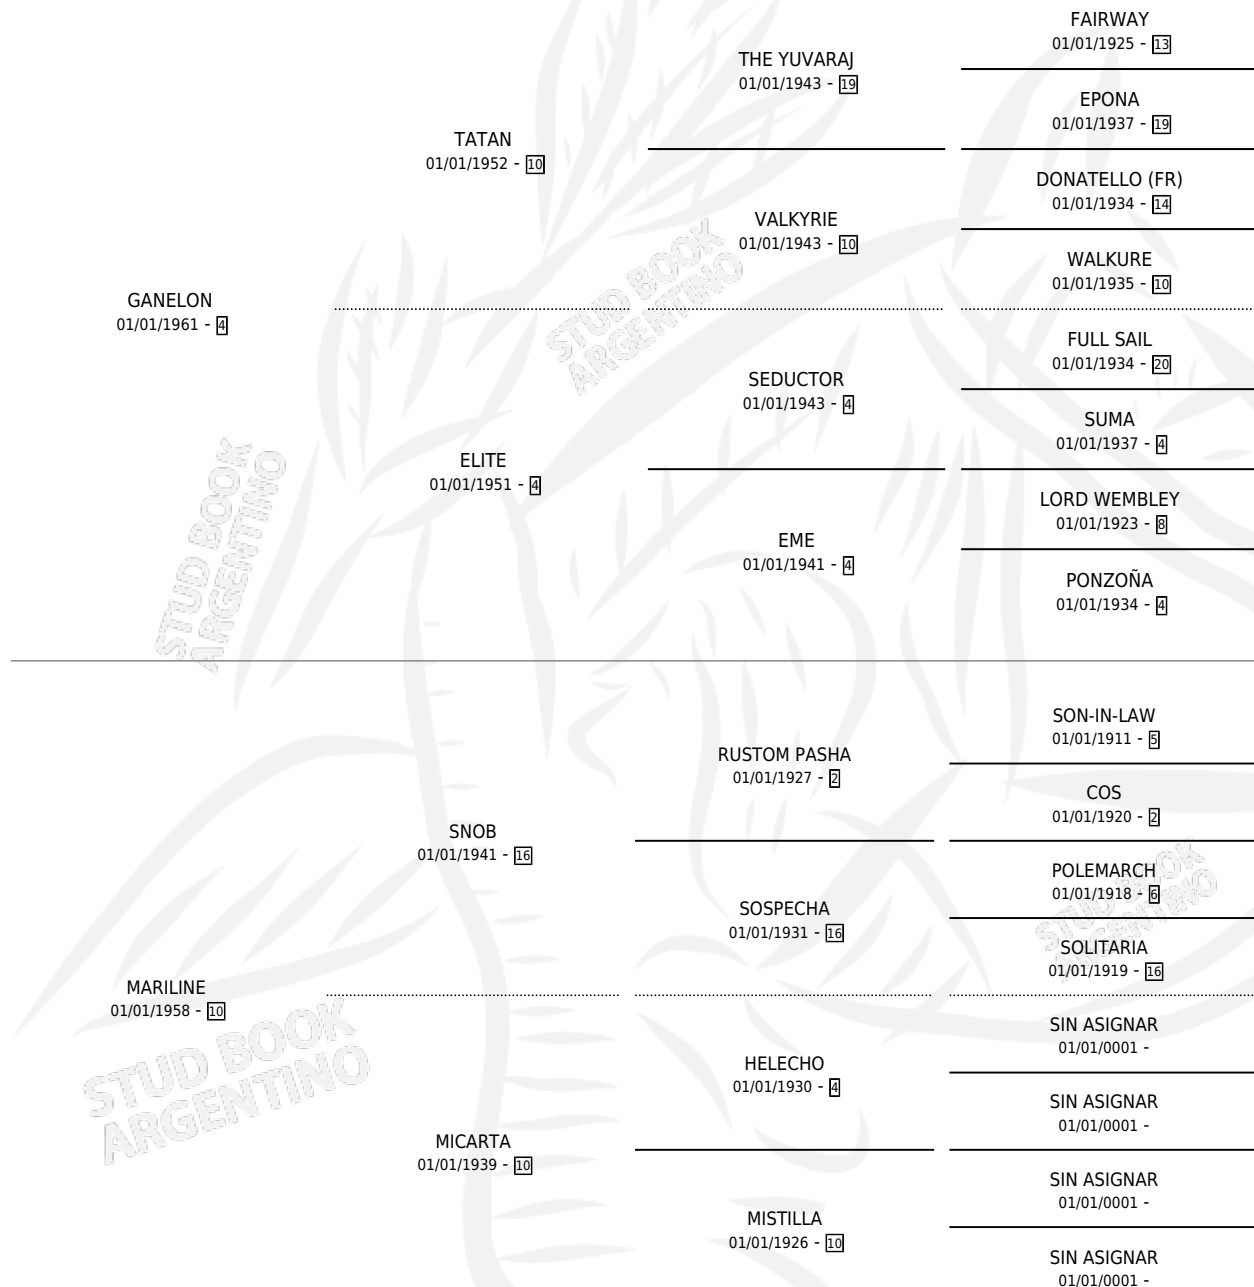 FAIRWAY
01/01/1925 - 13
THE YUVARAJ
01/01/1943 - 19
EPONA
01/01/1937 - 19
TATAN
01/01/1952 - 10
DONATELLO (FR)
01/01/1934 - 14
VALKYRIE
01/01/1943 - 10
WALKURE
01/01/1935 - 10
GANELON
01/01/1961 - 4
FULL SAIL
01/01/1934 - 20
SEDUCTOR
01/01/1943 - 4
SUMA
01/01/1937 - 4
ELITE
01/01/1951 - 4
LORD WEMBLEY
01/01/1923 - 8
EME
01/01/1941 - 4
PONZOÑA
01/01/1934 - 4
SON-IN-LAW
01/01/1911 - 5
RUSTOM PASHA
01/01/1927 - 2
COS
01/01/1920 - 2
SNOB
01/01/1941 - 16
POLEMARCH
01/01/1918 - 6
SOSPECHA
01/01/1931 - 16
SOLITARIA
01/01/1919 - 16
MARILINE
01/01/1958 - 10
SIN ASIGNAR
01/01/0001 -
HELECHO
01/01/1930 - 4
SIN ASIGNAR
01/01/0001 -
MICARTA
01/01/1939 - 10
SIN ASIGNAR
01/01/0001 -
MISTILLA
01/01/1926 - 10
SIN ASIGNAR
01/01/0001 -
STUD BOOK
ARGENTINO
STUD BOOK
ARGENTINO
STUD BOOK
ARGENTINO
STUD BOOK
ARGENTINO